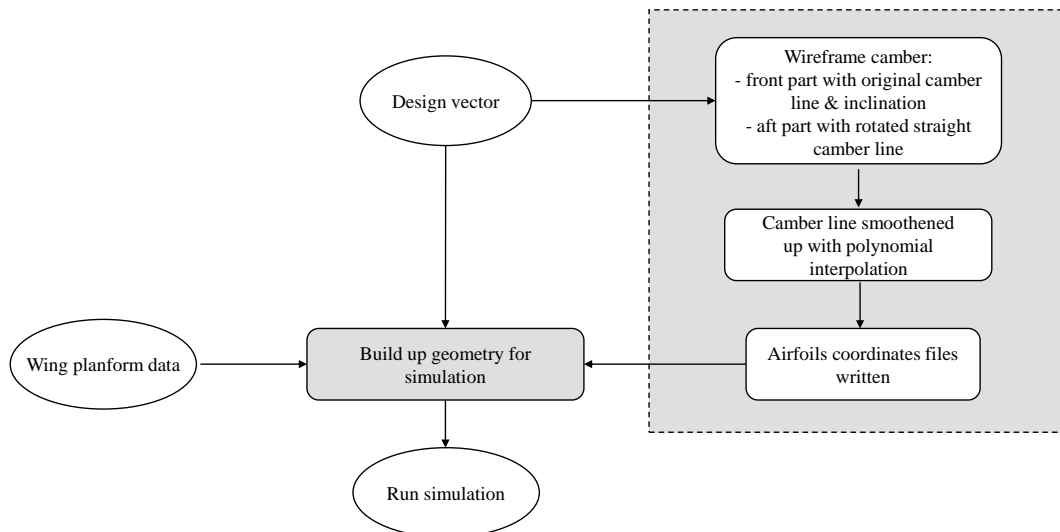 Wireframe camber:
- front part with original camber
line & inclination
- aft part with rotated straight
camber line
Design vector
Camber line smoothened
up with polynomial
interpolation
Wing planform data
Build up geometry for
simulation
Airfoils coordinates files
written
Run simulation